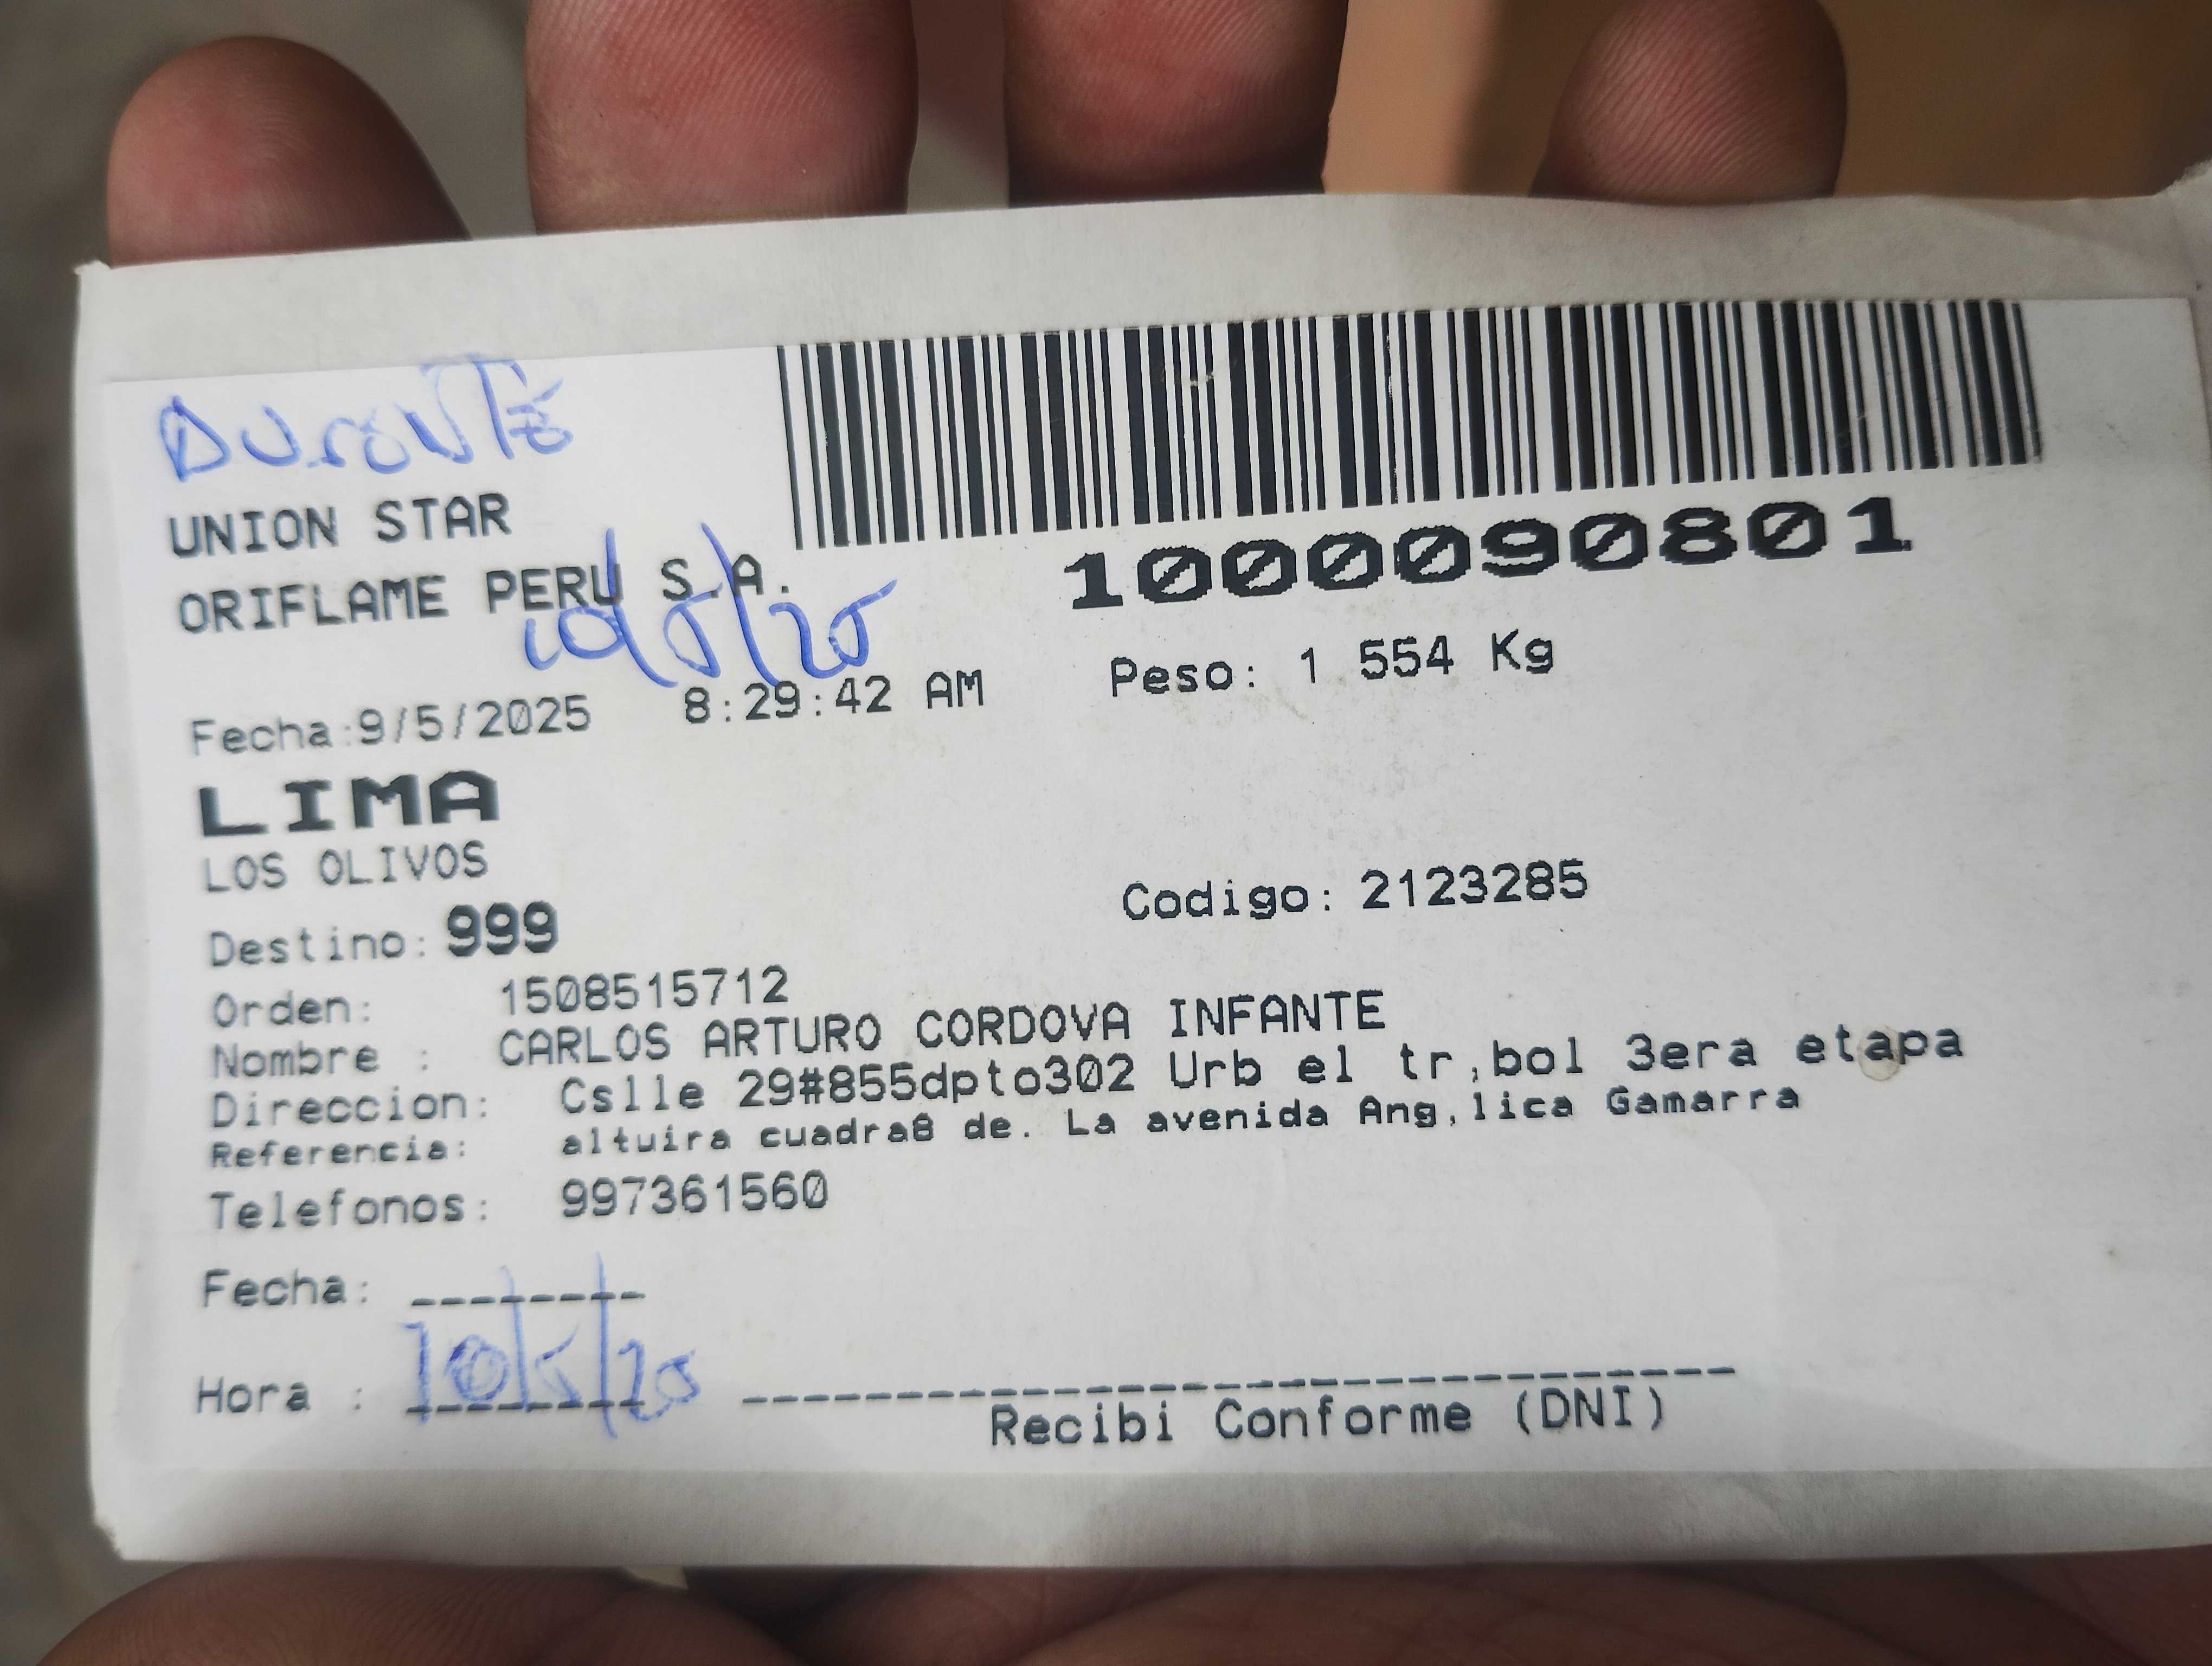 UNION STAR
ORIFLAME PERU S.A.
10/5/25
1000090801
Fecha:9/5/2025 8:29:42 AM Peso: 1 554 Kg
LIMA
LOS OLIVOS
Destino: 999 Codigo: 2123285
Orden: 1508515712
Nombre : CARLOS ARTURO CORDOVA INFANTE
Direccion: Cslle 29#855dpto302 Urb el tr,bol 3era etapa
Referencia: altuira cuadra8 de. La avenida Ang,lica Gamarra
Telefonos: 997361560
Fecha: --------
10/5/25
Hora : --------
Recibi Conforme (DNI)